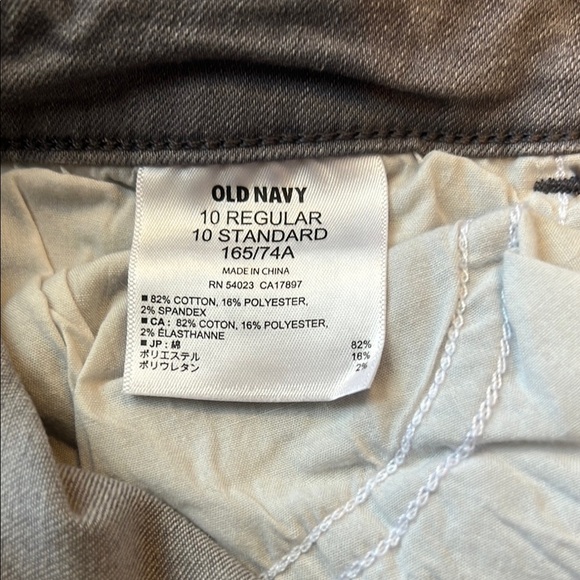 OLD NAVY
10 REGULAR
10 STANDARD
165/74A
MADE IN CHINA
RN 54023 CA17897
■ 82% COTTON, 16% POLYESTER,
2% SPANDEX
■ CA : 82% COTON, 16% POLYESTER,
2% ÉLASTHANNE
■ JP : 綿 82%
ポリエステル 16%
ポリウレタン 2%